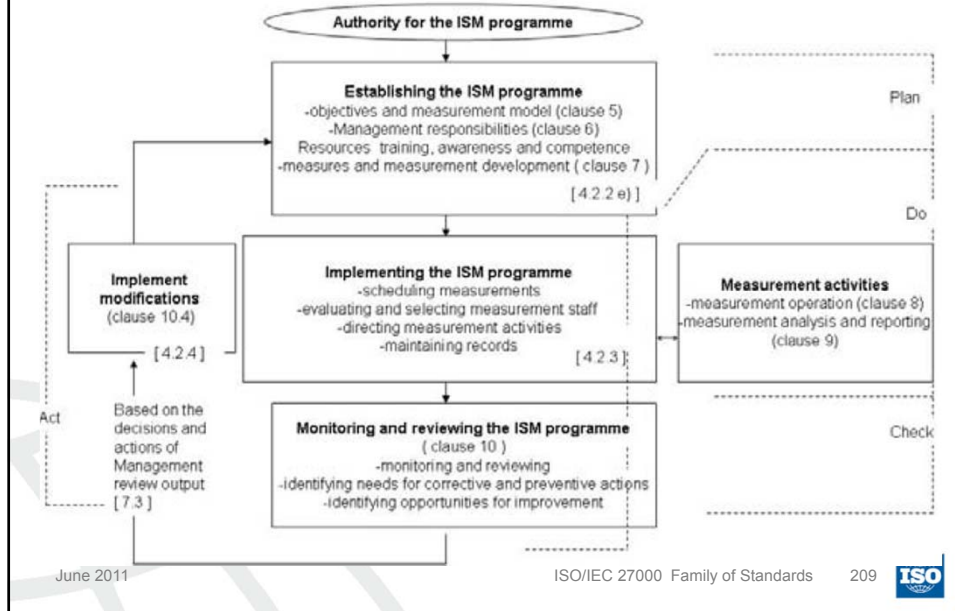 Authority for the ISM programme
Establishing the ISM programme
-objectives and measurement model (clause 5)
-Management responsibilities (clause 6)
Resources training, awareness and competence
-measures and measurement development ( clause 7 )
[4.2.2 e) ]
Plan
Do
Implement
modifications
(clause 10.4)
[4.2.4]
Implementing the ISM programme
-scheduling measurements
-evaluating and selecting measurement staff
-directing measurement activities
-maintaining records
[4.2.3]
Measurement activities
-measurement operation (clause 8)
-measurement analysis and reporting
(clause 9)
Act
Based on the
decisions and
actions of
Management
review output
[7.3]
Monitoring and reviewing the ISM programme
( clause 10 )
-monitoring and reviewing
-identifying needs for corrective and preventive actions
-identifying opportunities for improvement
Check
June 2011
ISO/IEC 27000 Family of Standards
209
ISO